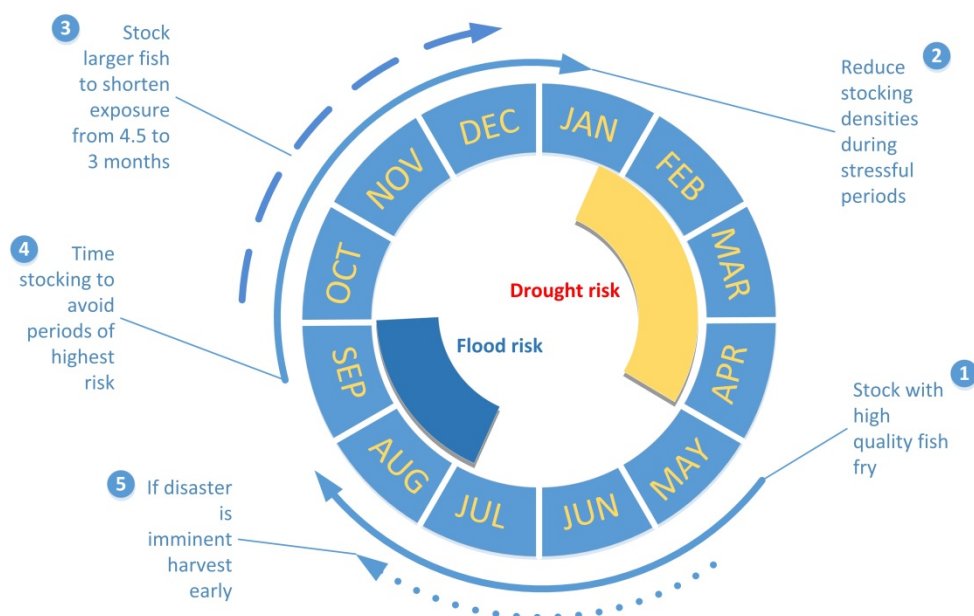 3
Stock
larger fish
to shorten
exposure
from 4.5 to
3 months
2
Reduce
stocking
densities
during
stressful
periods
4
Time
stocking to
avoid
periods of
highest
risk
1
Stock with
high
quality fish
fry
5
If disaster
is
imminent
harvest
early
JAN
FEB
MAR
APR
MAY
JUN
JUL
AUG
SEP
OCT
NOV
DEC
Drought risk
Flood risk